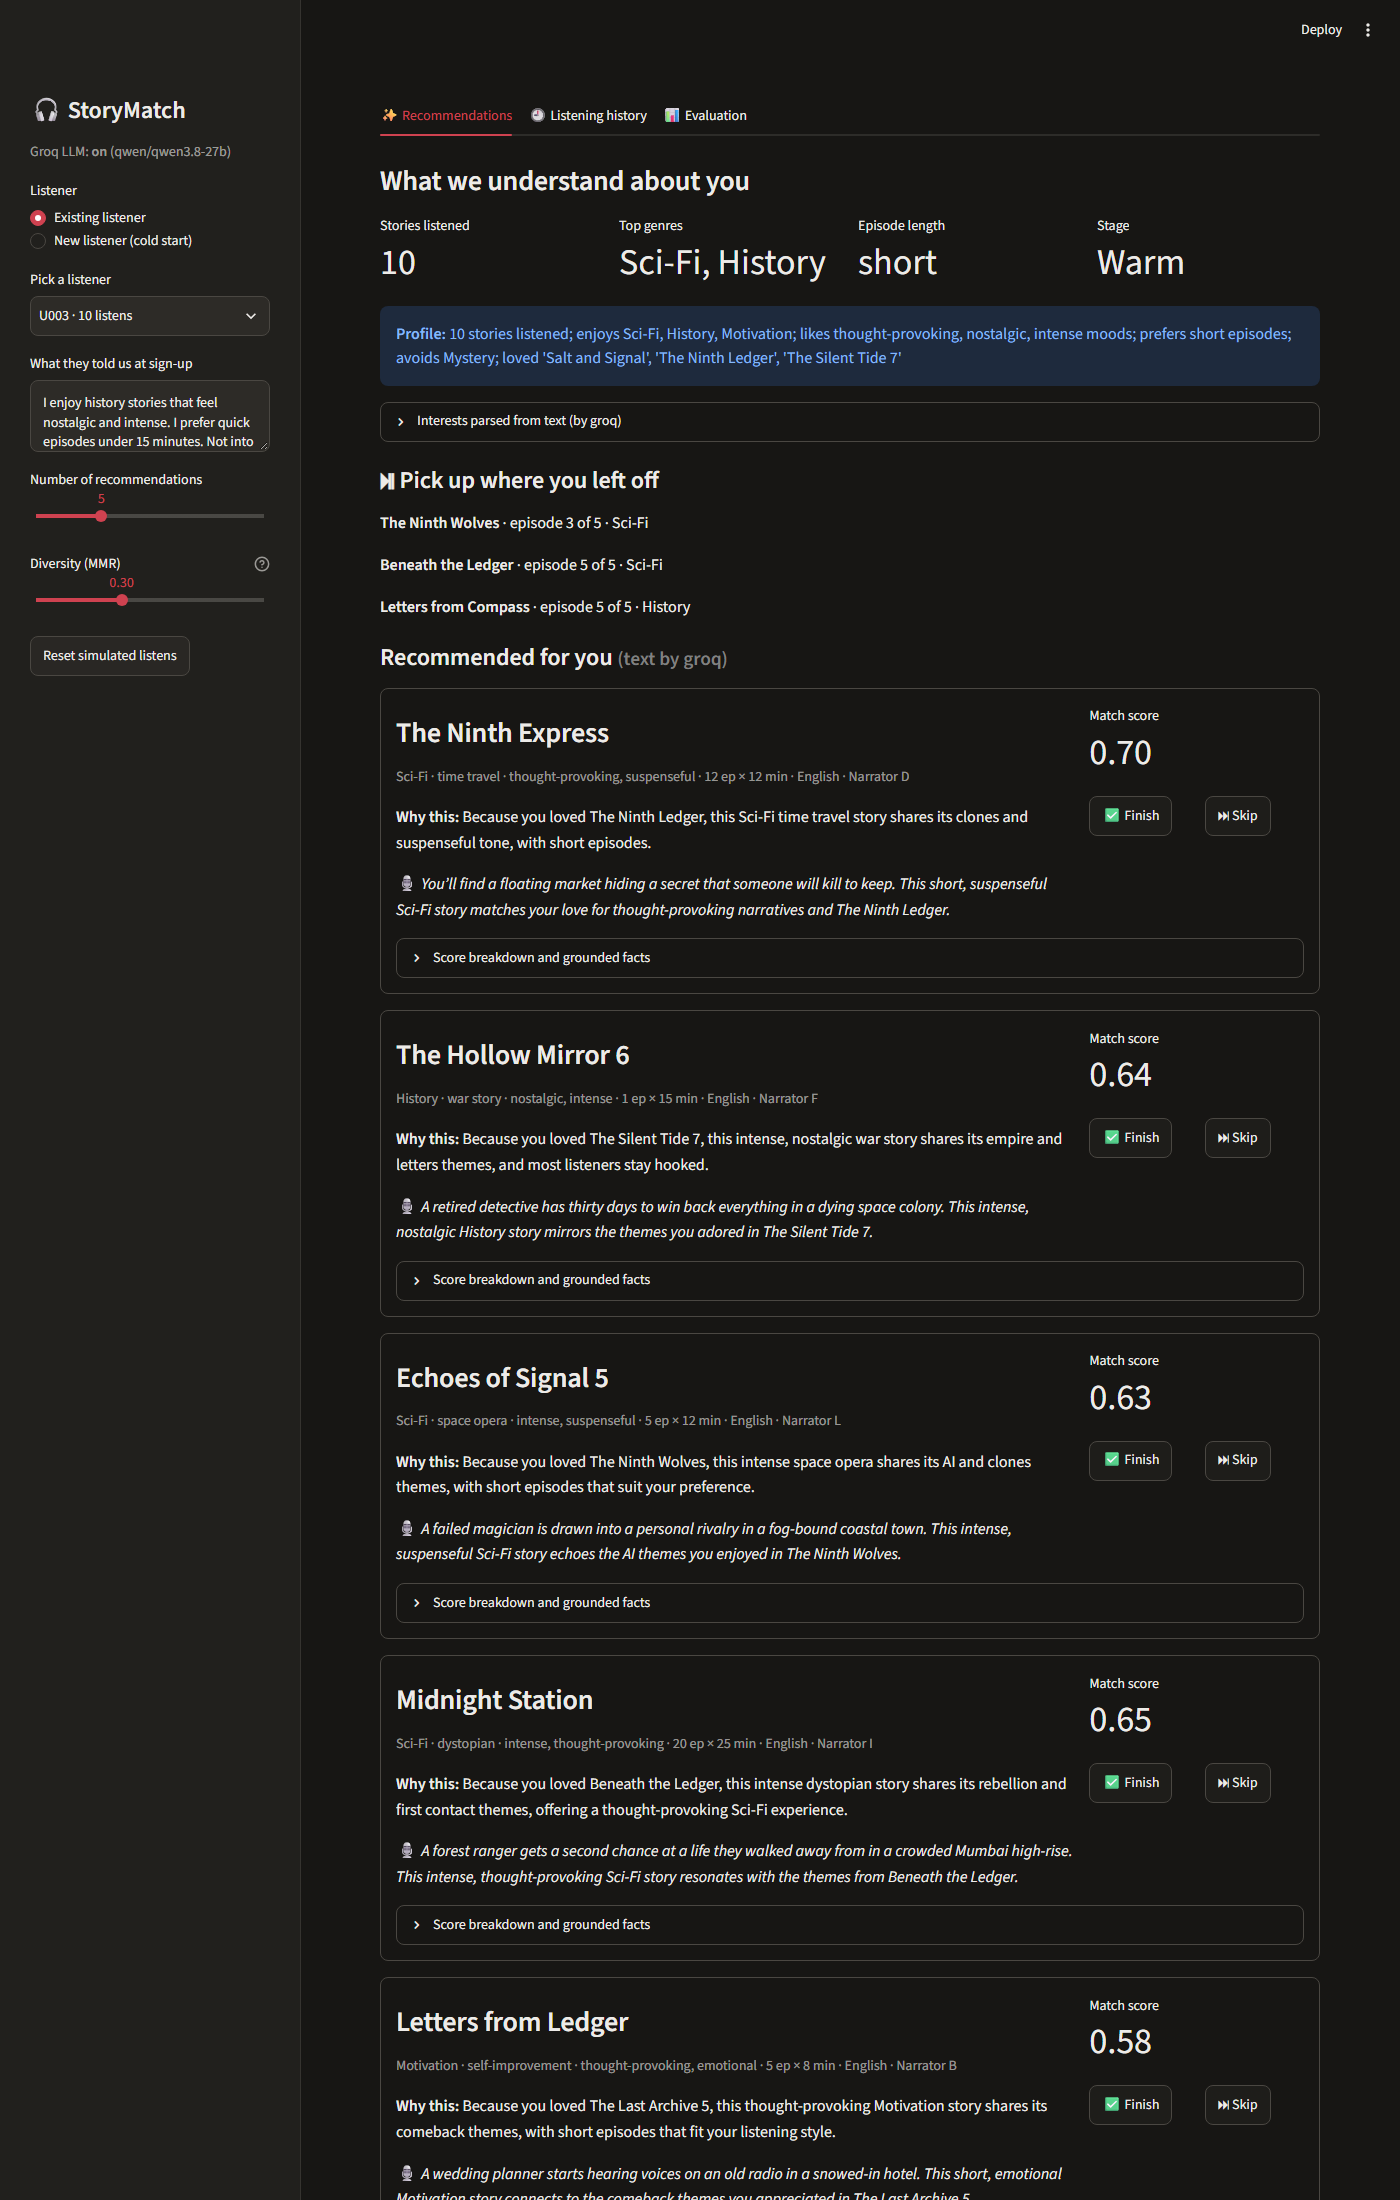 Deploy
StoryMatch
Groq LLM: on (qwen/qwen3.8-27b)
Listener
Existing listener
New listener (cold start)
Pick a listener
U003 · 10 listens
What they told us at sign-up
I enjoy history stories that feel
nostalgic and intense. I prefer quick
episodes under 15 minutes. Not into
Number of recommendations
5
Diversity (MMR)
0.30
Reset simulated listens
Recommendations
Listening history
Evaluation
What we understand about you
Stories listened
10
Top genres
Sci-Fi, History
Episode length
short
Stage
Warm
Profile: 10 stories listened; enjoys Sci-Fi, History, Motivation; likes thought-provoking, nostalgic, intense moods; prefers short episodes;
avoids Mystery; loved 'Salt and Signal', 'The Ninth Ledger', 'The Silent Tide 7'
Interests parsed from text (by groq)
Pick up where you left off
The Ninth Wolves · episode 3 of 5 · Sci-Fi
Beneath the Ledger · episode 5 of 5 · Sci-Fi
Letters from Compass · episode 5 of 5 · History
Recommended for you (text by groq)
The Ninth Express
Sci-Fi · time travel · thought-provoking, suspenseful · 12 ep × 12 min · English · Narrator D
Why this: Because you loved The Ninth Ledger, this Sci-Fi time travel story shares its clones and
suspenseful tone, with short episodes.
You’ll find a floating market hiding a secret that someone will kill to keep. This short, suspenseful
Sci-Fi story matches your love for thought-provoking narratives and The Ninth Ledger.
Match score
0.70
Finish
Skip
Score breakdown and grounded facts
The Hollow Mirror 6
History · war story · nostalgic, intense · 1 ep × 15 min · English · Narrator F
Why this: Because you loved The Silent Tide 7, this intense, nostalgic war story shares its empire and
letters themes, and most listeners stay hooked.
A retired detective has thirty days to win back everything in a dying space colony. This intense,
nostalgic History story mirrors the themes you adored in The Silent Tide 7.
Match score
0.64
Finish
Skip
Score breakdown and grounded facts
Echoes of Signal 5
Sci-Fi · space opera · intense, suspenseful · 5 ep × 12 min · English · Narrator L
Why this: Because you loved The Ninth Wolves, this intense space opera shares its AI and clones
themes, with short episodes that suit your preference.
A failed magician is drawn into a personal rivalry in a fog-bound coastal town. This intense,
suspenseful Sci-Fi story echoes the AI themes you enjoyed in The Ninth Wolves.
Match score
0.63
Finish
Skip
Score breakdown and grounded facts
Midnight Station
Sci-Fi · dystopian · intense, thought-provoking · 20 ep × 25 min · English · Narrator I
Why this: Because you loved Beneath the Ledger, this intense dystopian story shares its rebellion and
first contact themes, offering a thought-provoking Sci-Fi experience.
A forest ranger gets a second chance at a life they walked away from in a crowded Mumbai high-rise.
This intense, thought-provoking Sci-Fi story resonates with the themes from Beneath the Ledger.
Match score
0.65
Finish
Skip
Score breakdown and grounded facts
Letters from Ledger
Motivation · self-improvement · thought-provoking, emotional · 5 ep × 8 min · English · Narrator B
Why this: Because you loved The Last Archive 5, this thought-provoking Motivation story shares its
comeback themes, with short episodes that fit your listening style.
A wedding planner starts hearing voices on an old radio in a snowed-in hotel. This short, emotional
Motivation story connects to the comeback themes you appreciated in The Last Archive 5.
Match score
0.58
Finish
Skip